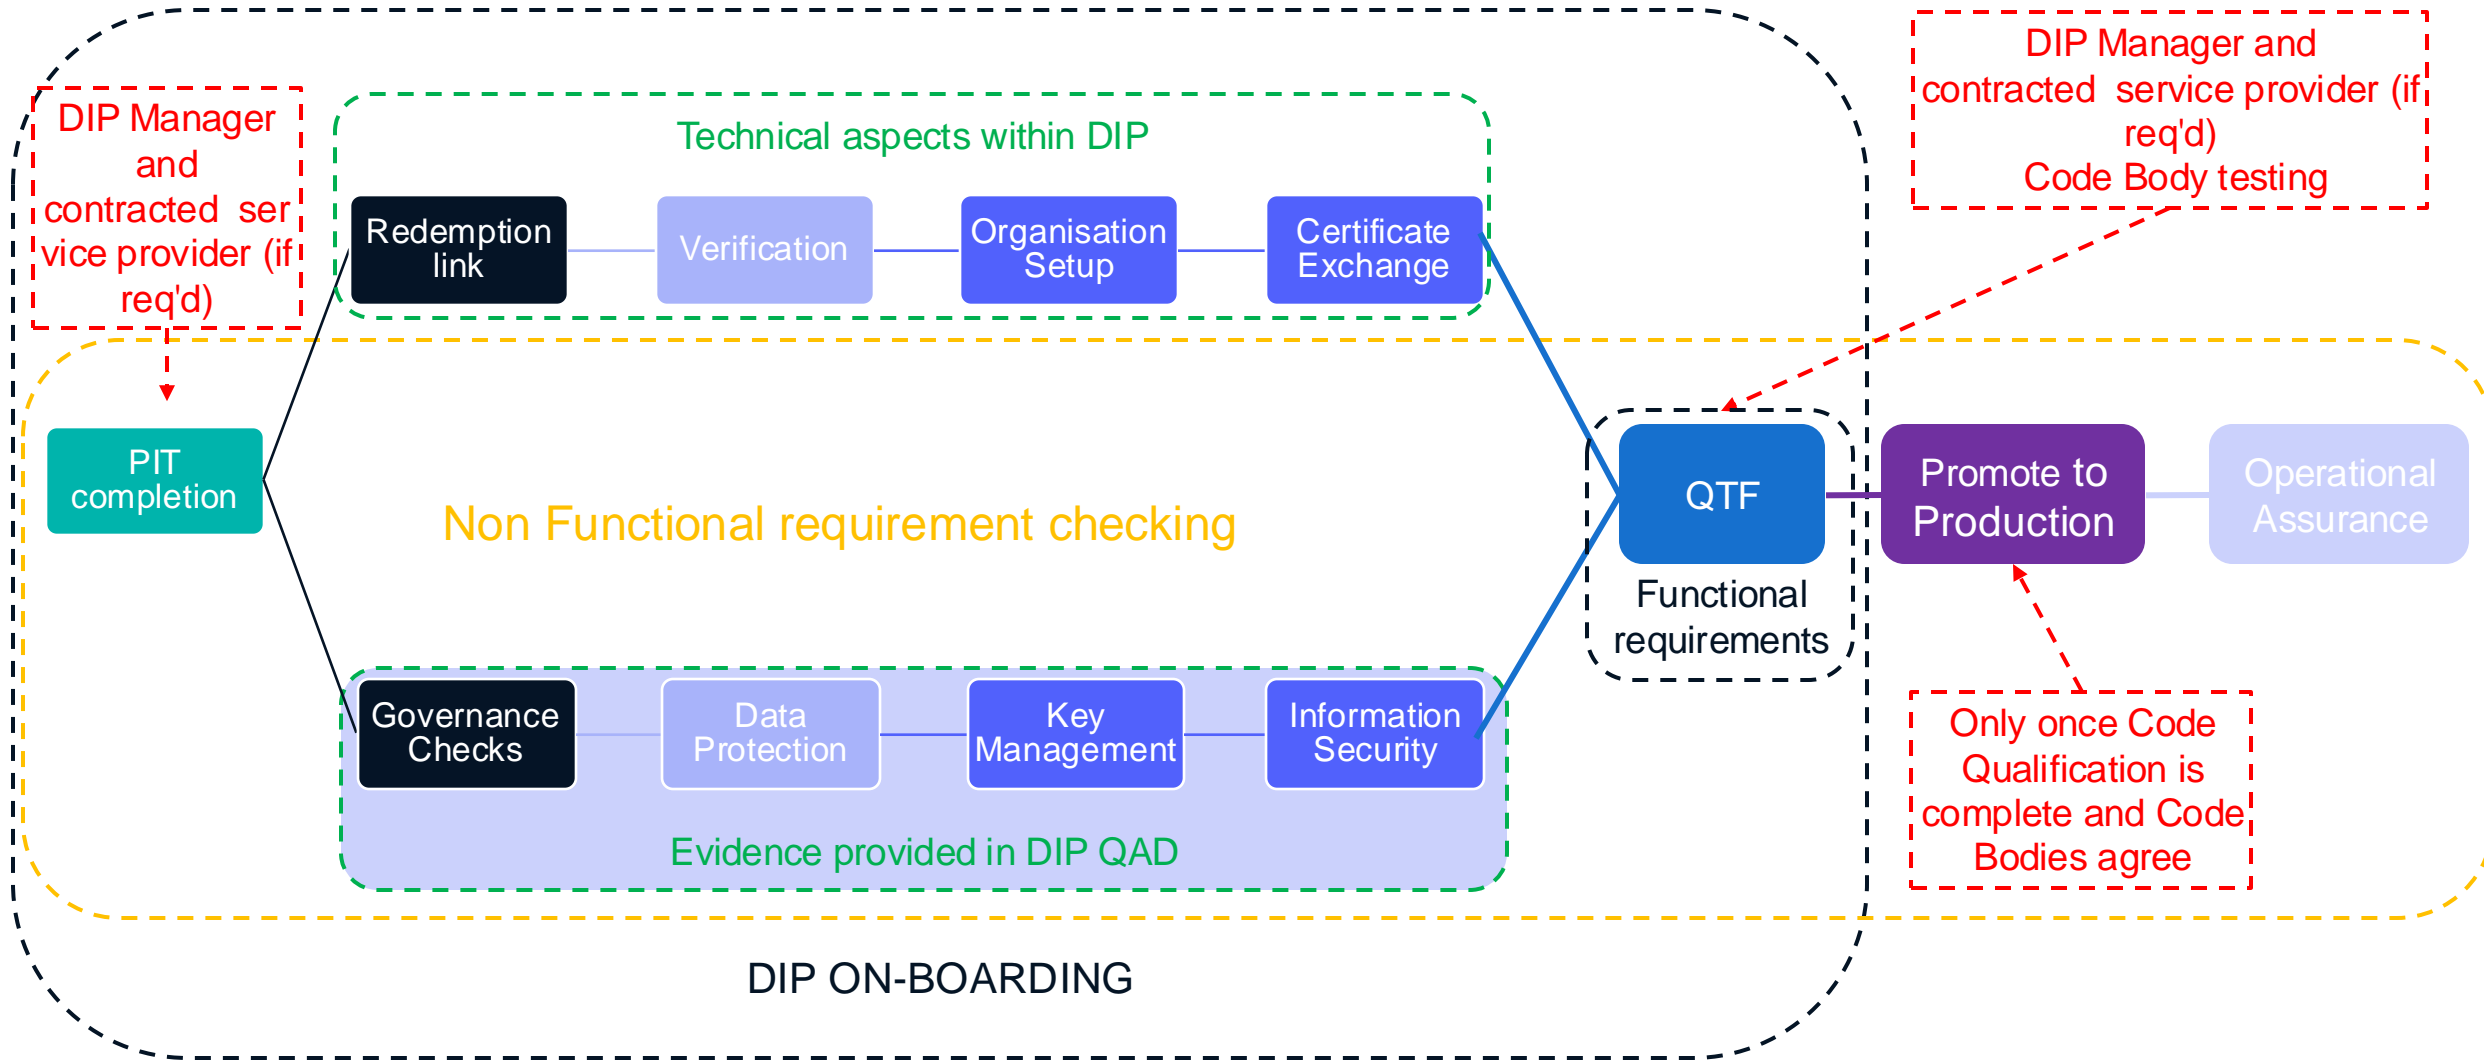 DIP Manager
and
contracted  ser
vice provider (if
req'd)
Technical aspects within DIP
Redemption
link
Verification
Organisation
Setup
Certificate
Exchange
DIP Manager and
contracted  service provider (if
req'd)
Code Body testing
PIT
completion
Non Functional requirement checking
QTF
Functional
requirements
Promote to
Production
Operational
Assurance
Governance
Checks
Data
Protection
Key
Management
Information
Security
Evidence provided in DIP QAD
Only once Code
Qualification is
complete and Code
Bodies agree
DIP ON-BOARDING